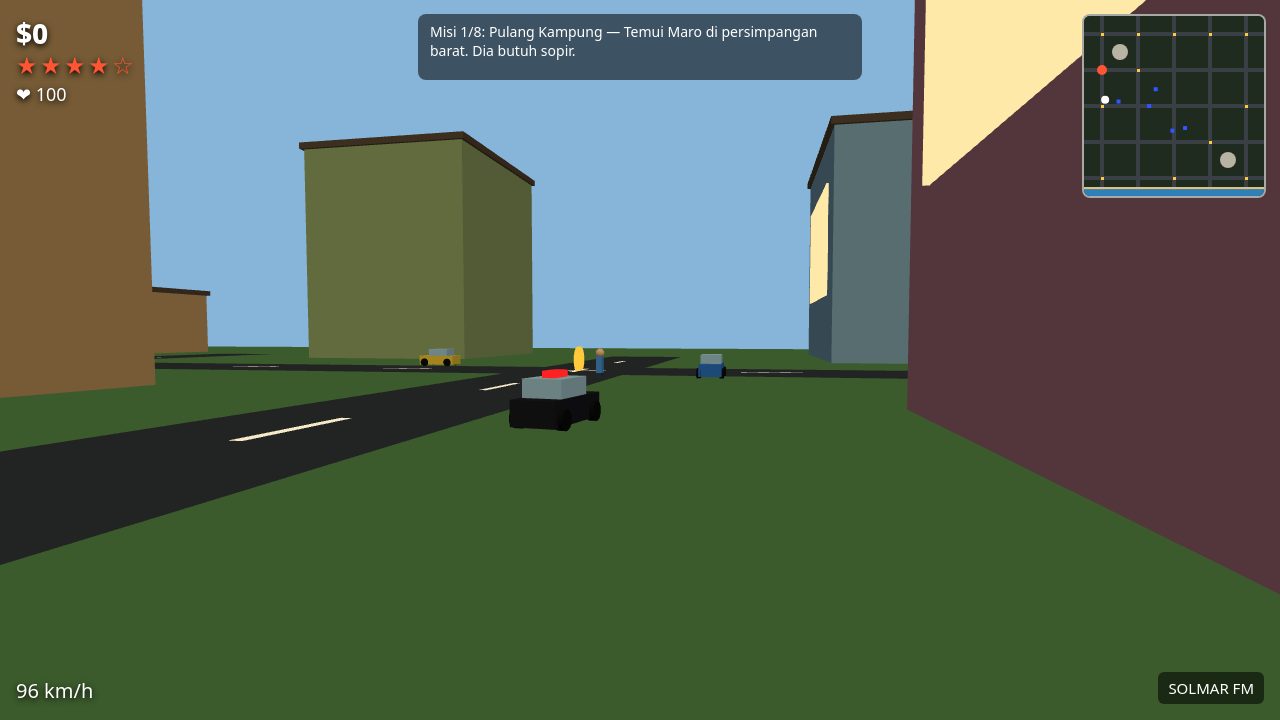 $0
★★★★☆
❤ 100
Misi 1/8: Pulang Kampung — Temui Maro di persimpangan
barat. Dia butuh sopir.
96 km/h
SOLMAR FM